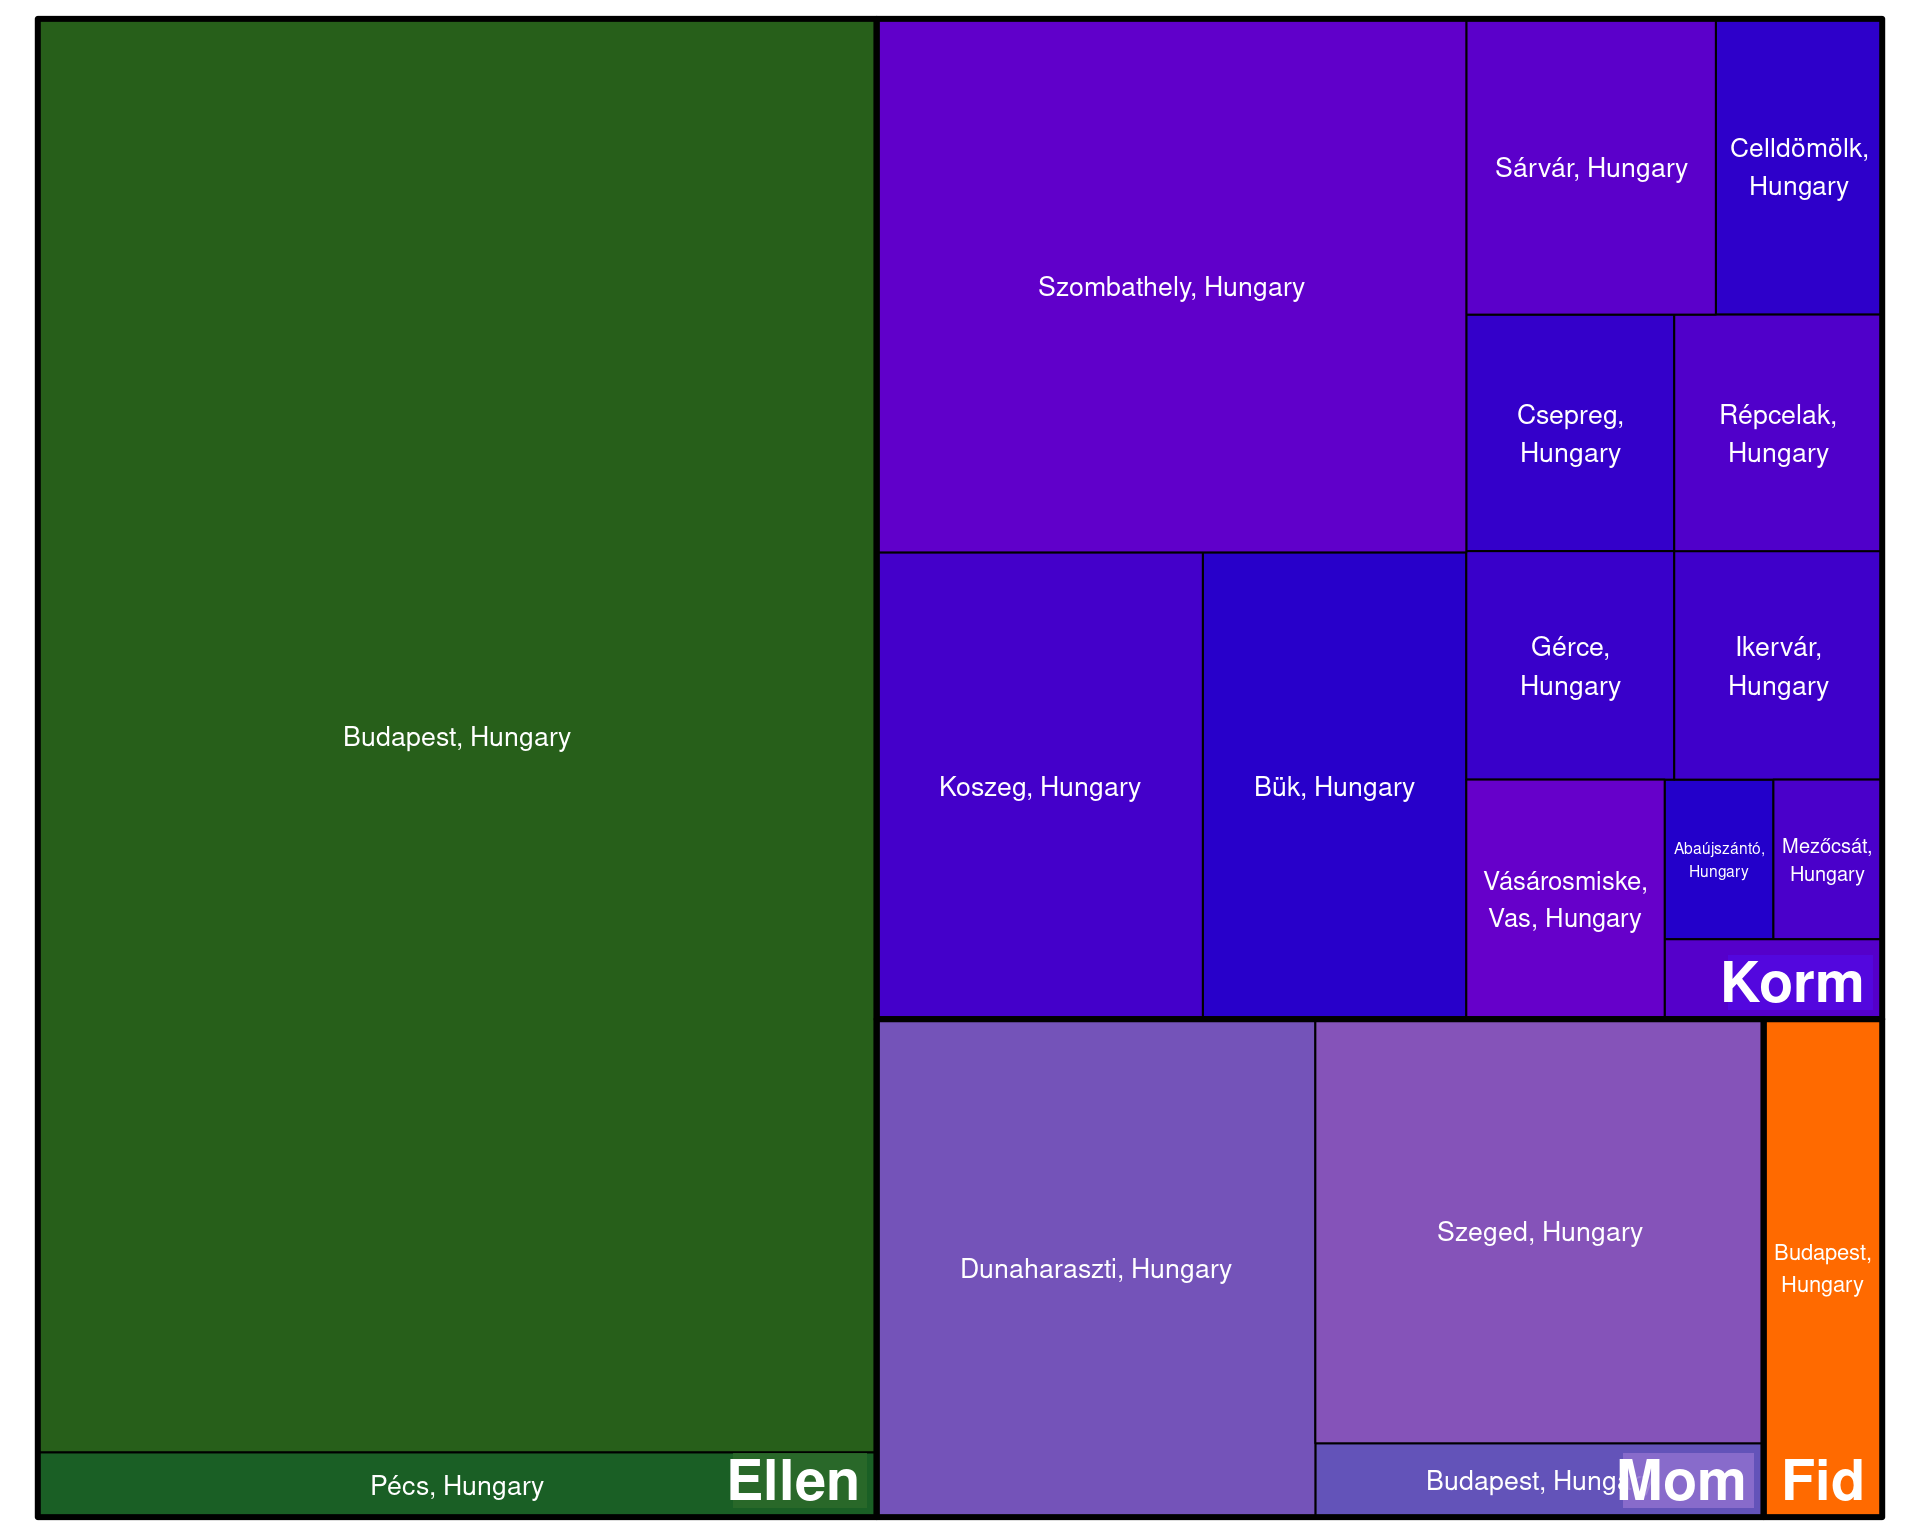 Budapest, Hungary
Pécs, Hungary
Ellen
Szombathely, Hungary
Sárvár, Hungary
Celldömölk,
Hungary
Csepreg,
Hungary
Répcelak,
Hungary
Koszeg, Hungary
Bük, Hungary
Gérce,
Hungary
Ikervár,
Hungary
Vásárosmiske,
Vas, Hungary
Abaújszántó,
Hungary
Mezőcsát,
Hungary
Korm
Dunaharaszti, Hungary
Szeged, Hungary
Budapest, Hunga
Mom
Budapest,
Hungary
Fid